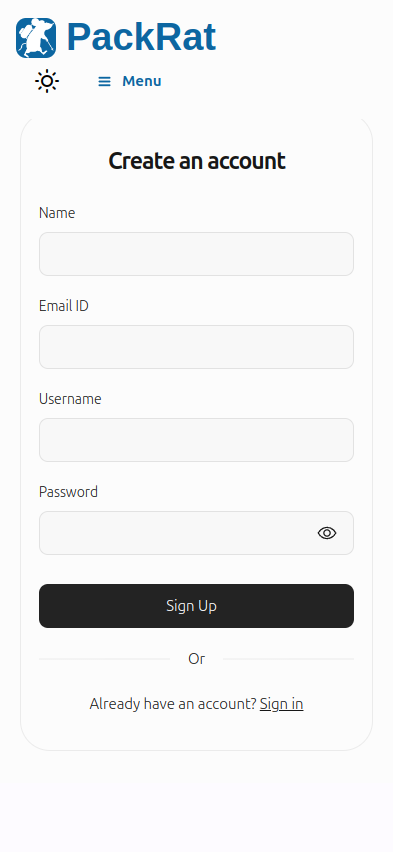 PackRat
Menu
Create an account
Name
Email ID
Username
Password
Sign Up
Or
Already have an account? Sign in